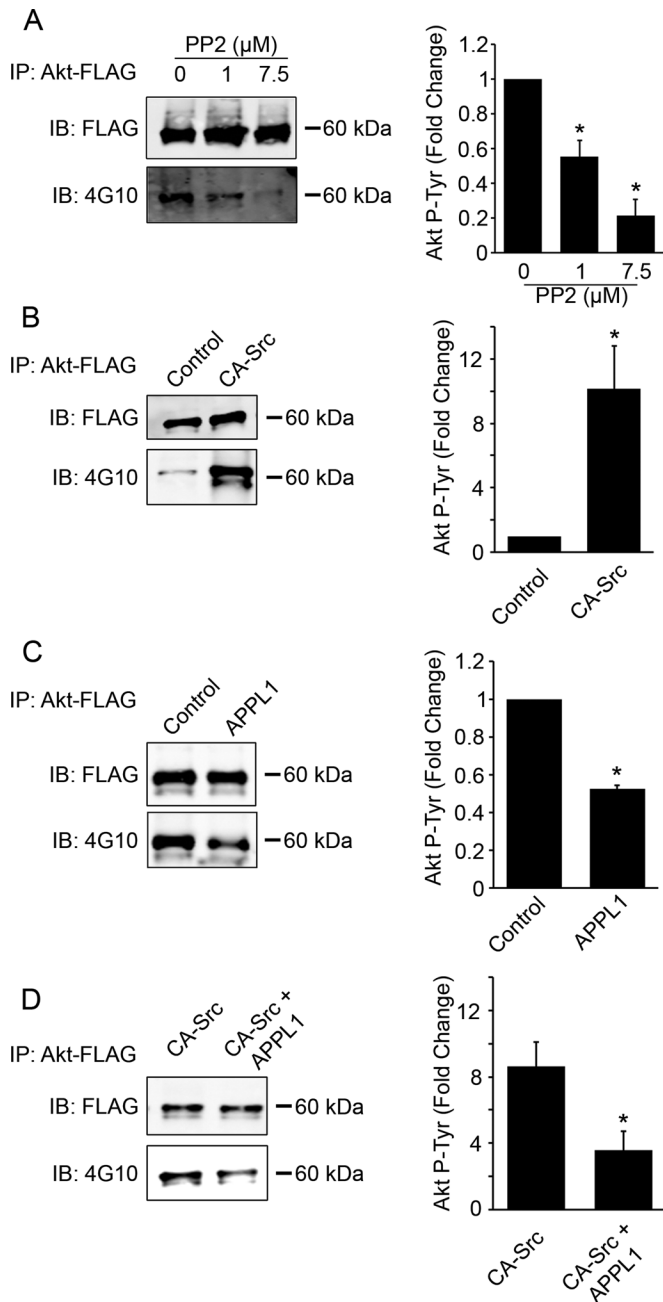 A
PP2 (μM)
IP: Akt-FLAG 0 1 7.5
IB: FLAG 60 kDa
IB: 4G10 60 kDa
Akt P-Tyr (Fold Change)
1.2
1
0.8
0.6
0.4
0.2
0
0 1 7.5
PP2 (μM)
* *
B
IP: Akt-FLAG Control CA-Src
IB: FLAG 60 kDa
IB: 4G10 60 kDa
Akt P-Tyr (Fold Change)
12
8
4
0
*
Control CA-Src
C
IP: Akt-FLAG Control APPL1
IB: FLAG 60 kDa
IB: 4G10 60 kDa
Akt P-Tyr (Fold Change)
1.2
1
0.8
0.6
0.4
0.2
0
*
Control APPL1
D
IP: Akt-FLAG CA-Src CA-Src +
APPL1
IB: FLAG 60 kDa
IB: 4G10 60 kDa
Akt P-Tyr (Fold Change)
12
8
4
0
*
CA-Src CA-Src +
APPL1